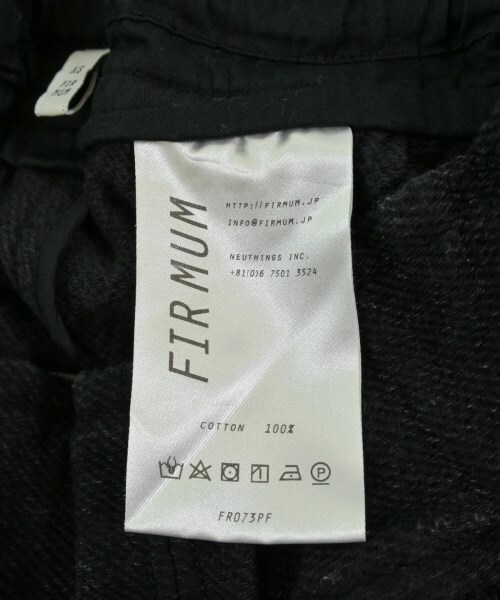 XS
FIR
MUM
FIRMUM
HTTP://FIRMUM.JP
INFO@FIRMUM.JP
NEUTHINGS INC.
+81(0)6 7501 3524
COTTON 100%
P
FR073PF